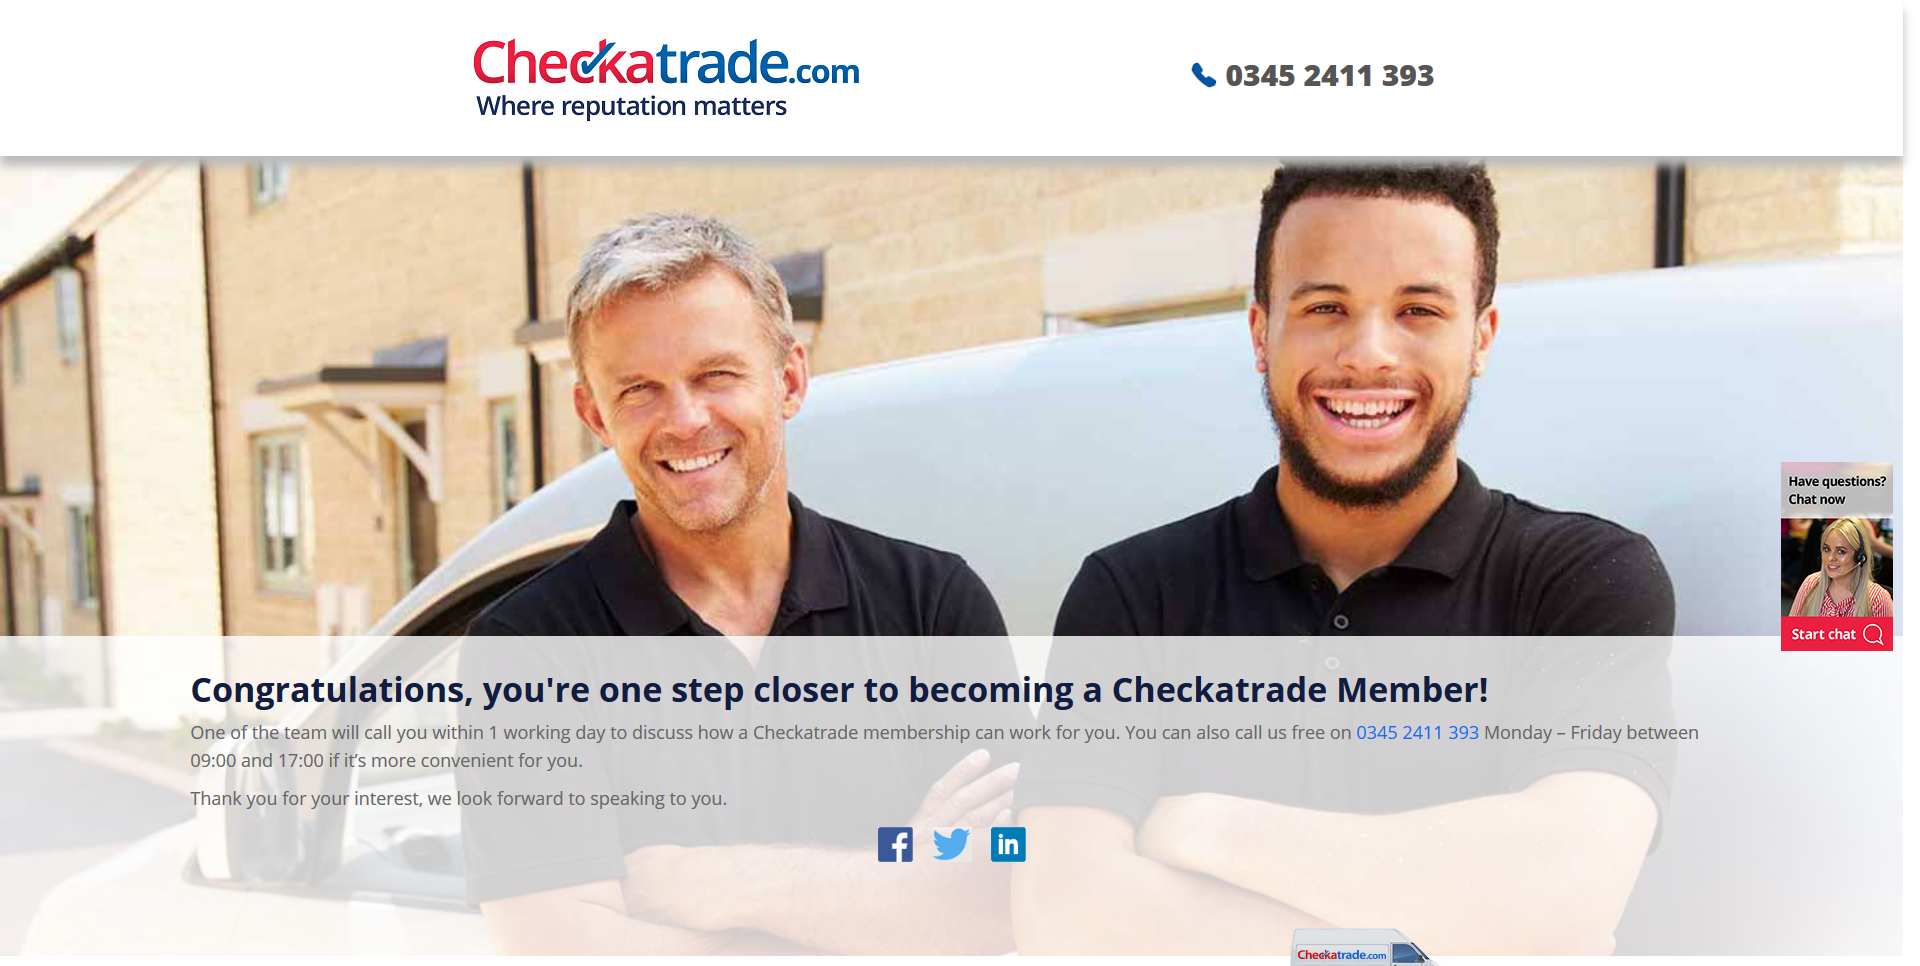 Checkatrade.com
Where reputation matters
0345 2411 393
Have questions?
Chat now
Start chat
Congratulations, you're one step closer to becoming a Checkatrade Member!
One of the team will call you within 1 working day to discuss how a Checkatrade membership can work for you. You can also call us free on 0345 2411 393 Monday – Friday between
09:00 and 17:00 if it’s more convenient for you.
Thank you for your interest, we look forward to speaking to you.
f
in
Checkatrade.com